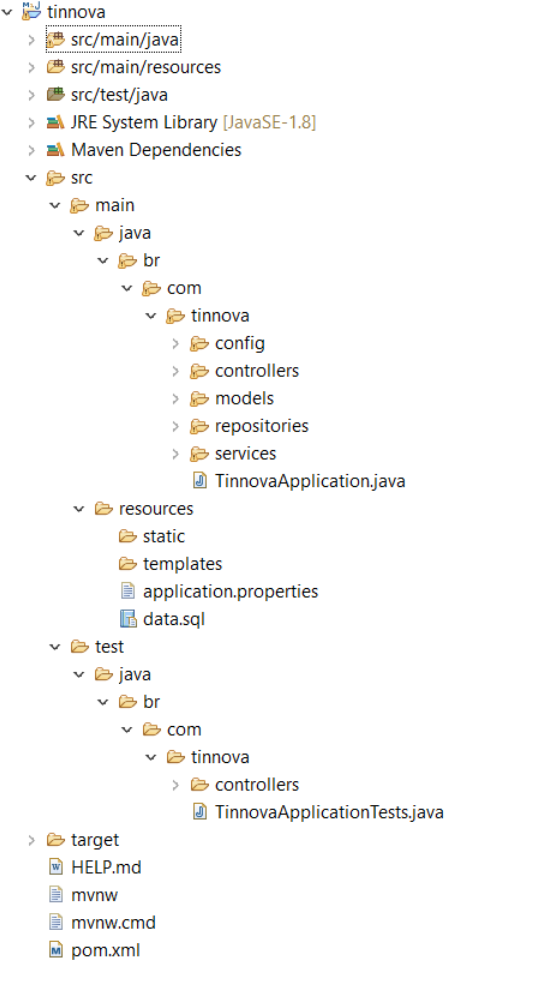 tinnova
src/main/java
src/main/resources
src/test/java
JRE System Library [JavaSE-1.8]
Maven Dependencies
src
main
java
br
com
tinnova
config
controllers
models
repositories
services
TinnovaApplication.java
resources
static
templates
application.properties
data.sql
test
java
br
com
tinnova
controllers
TinnovaApplicationTests.java
target
HELP.md
mvnw
mvnw.cmd
pom.xml